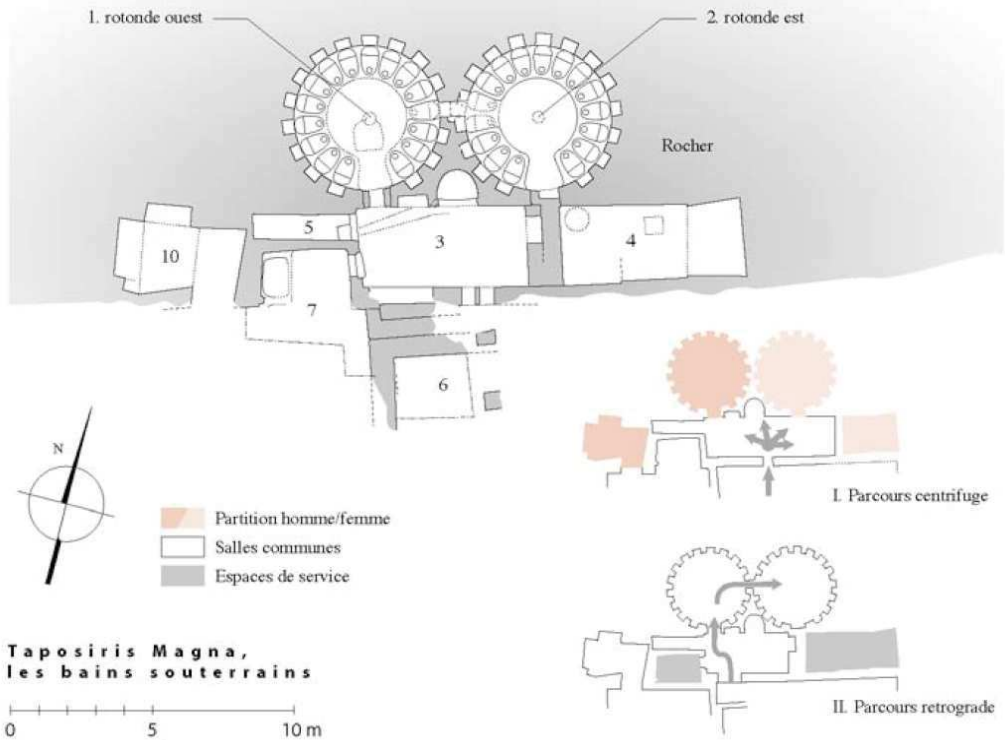 1. rotonde ouest
2. rotonde est
Rocher
5
3
4
10
7
6
N
I. Parcours centrifuge
Partition homme/femme
Salles communes
Espaces de service
Taposiris Magna,
les bains souterrains
0 5 10 m
II. Parcours retrograde